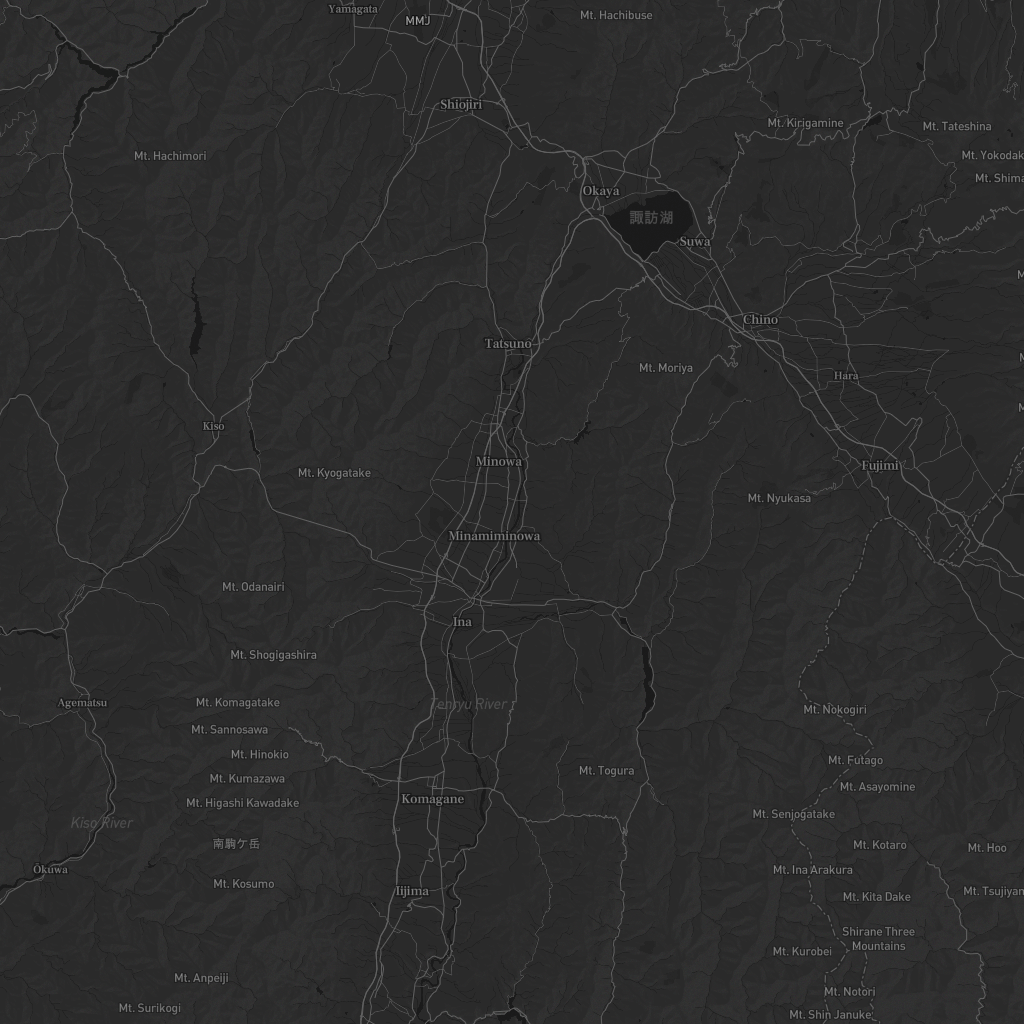 Yamagata
MMJ
Mt. Hachibuse
Shiojiri
Mt. Kirigamine
Mt. Tateshina
Mt. Hachimori
Mt. Yokodak
Mt. Shima
Okaya
諏訪湖
Suwa
M
Chino
Tatsuno
Mt. Moriya
Hara
M
M
Kiso
Minowa
Fujimi
Mt. Kyogatake
Mt. Nyukasa
Minamiminowa
Mt. Odanairi
Ina
Mt. Shogigashira
Agematsu
Mt. Komagatake
Tenryu River
Mt. Nokogiri
Mt. Sannosawa
Mt. Hinokio
Mt. Futago
Mt. Kumazawa
Mt. Togura
Mt. Asayomine
Mt. Higashi Kawadake
Komagane
Mt. Senjogatake
Kiso River
南駒ケ岳
Mt. Kotaro
Mt. Hoo
Ōkuwa
Mt. Ina Arakura
Mt. Kosumo
Iijima
Mt. Kita Dake
Mt. Tsujiyan
Shirane Three
Mountains
Mt. Kurobei
Mt. Anpeiji
Mt. Notori
Mt. Surikogi
Mt. Shin Januke